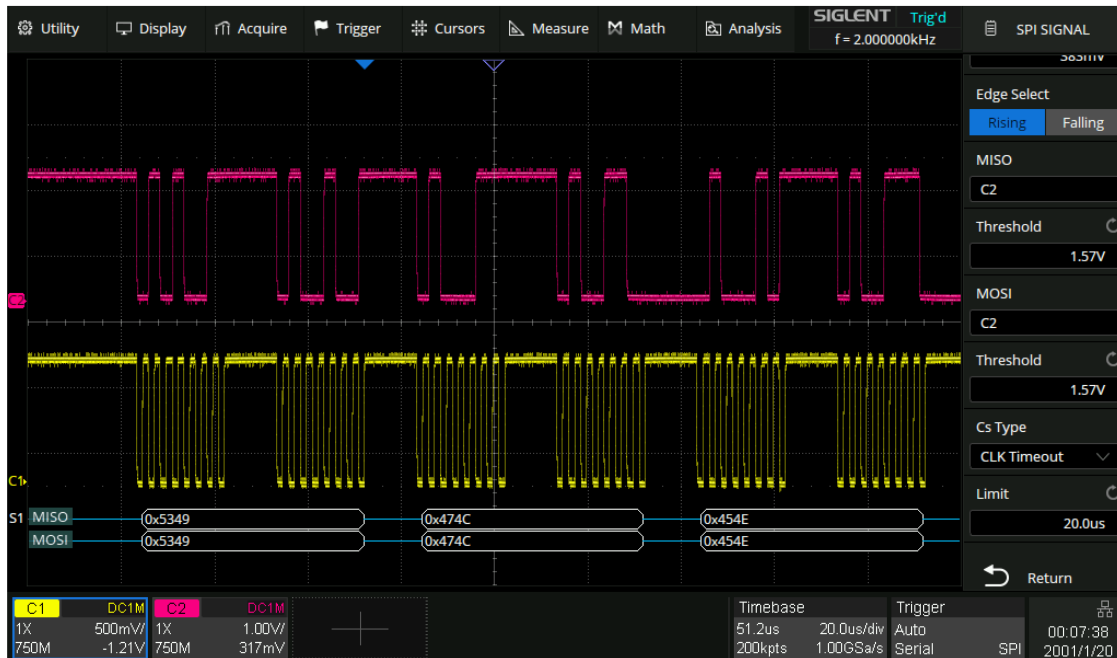 Utility Display Acquire Trigger Cursors Measure Math Analysis
SIGLENT Trig'd
f = 2.000000kHz
SPI SIGNAL
383mV
Edge Select
Rising Falling
MISO
C2
Threshold
1.57V
MOSI
C2
Threshold
1.57V
Cs Type
CLK Timeout
Limit
20.0us
Return
C2
C1
S1 MISO 0x5349 0x474C 0x454E
MOSI 0x5349 0x474C 0x454E
C1 DC1M
1X 500mV/
750M -1.21V
C2 DC1M
1X 1.00V/
750M 317mV
Timebase
51.2us 20.0us/div
200kpts 1.00GSa/s
Trigger
Auto
Serial SPI
00:07:38
2001/1/20